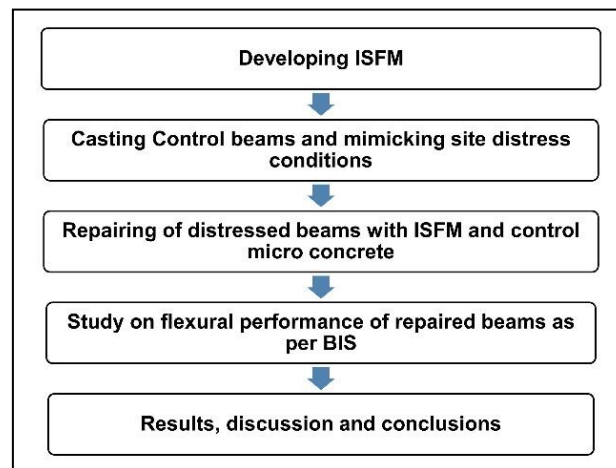 Developing ISFM
Casting Control beams and mimicking site distress
conditions
Repairing of distressed beams with ISFM and control
micro concrete
Study on flexural performance of repaired beams as
per BIS
Results, discussion and conclusions